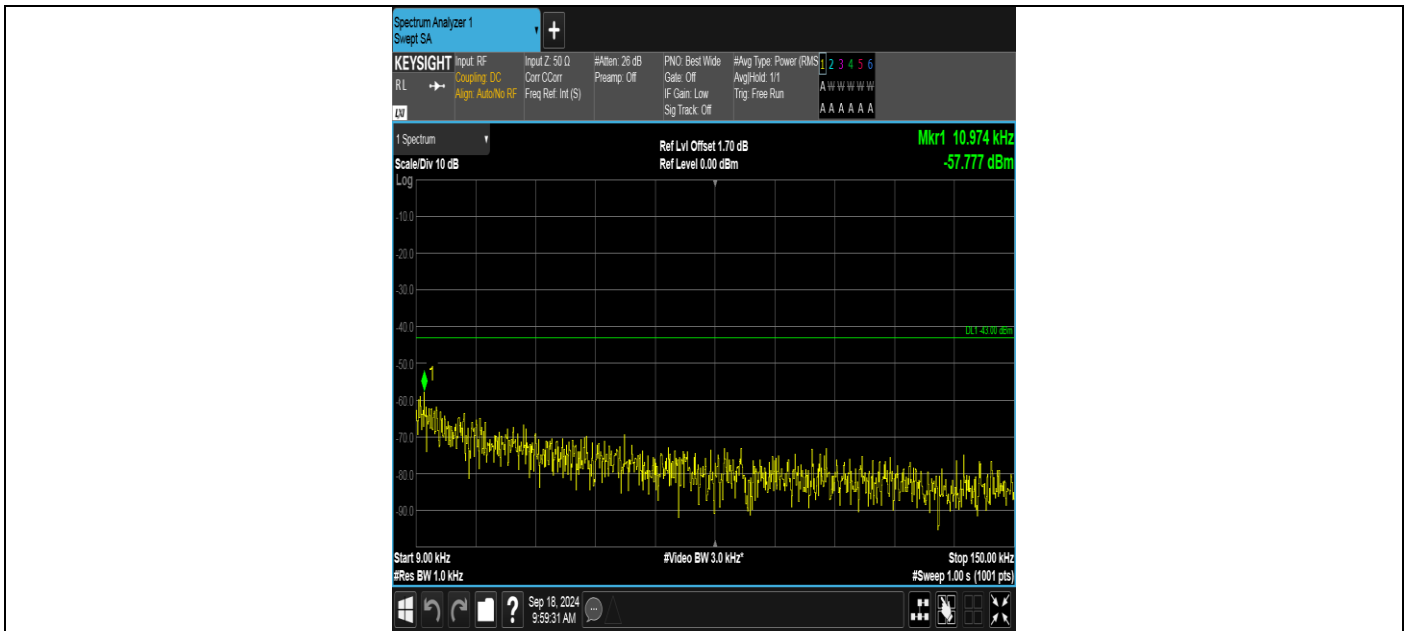 Spectrum Analyzer 1
Swept SA
+
KEYSIGHT Input: RF Input Z: 50 Ω #Atten: 26 dB PNO: Best Wide #Avg Type: Power (RMS 1 2 3 4 5 6
RL Coupling: DC Corr CCorr Preamp: Off Gate: Off Avg|Hold: 1/1 A W W W W W
Align: Auto/No RF Freq Ref: Int (S) IF Gain: Low Trig: Free Run
LXI Sig Track: Off A A A A A A
1 Spectrum Ref Lvl Offset 1.70 dB Mkr1 10.974 kHz
Scale/Div 10 dB Ref Level 0.00 dBm -57.777 dBm
Log
-10.0
-20.0
-30.0
-40.0
DL1 -43.00 dBm
-50.0
1
-60.0
-70.0
-80.0
-90.0
Start 9.00 kHz #Video BW 3.0 kHz* Stop 150.00 kHz
#Res BW 1.0 kHz #Sweep 1.00 s (1001 pts)
? Sep 18, 2024
9:59:31 AM